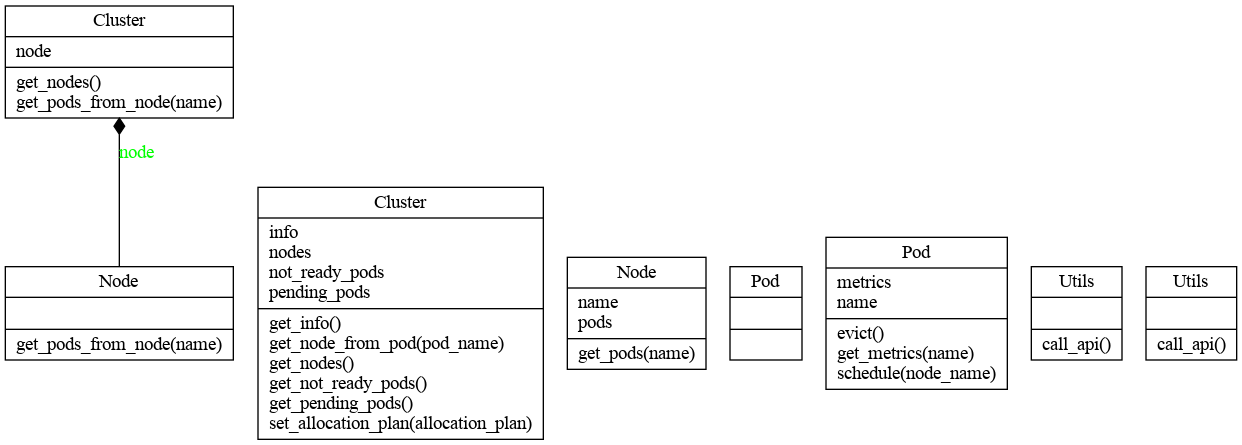 Cluster
node
get_nodes()
get_pods_from_node(name)
node
Node
get_pods_from_node(name)
Cluster
info
nodes
not_ready_pods
pending_pods
get_info()
get_node_from_pod(pod_name)
get_nodes()
get_not_ready_pods()
get_pending_pods()
set_allocation_plan(allocation_plan)
Node
name
pods
get_pods(name)
Pod
Pod
metrics
name
evict()
get_metrics(name)
schedule(node_name)
Utils
call_api()
Utils
call_api()